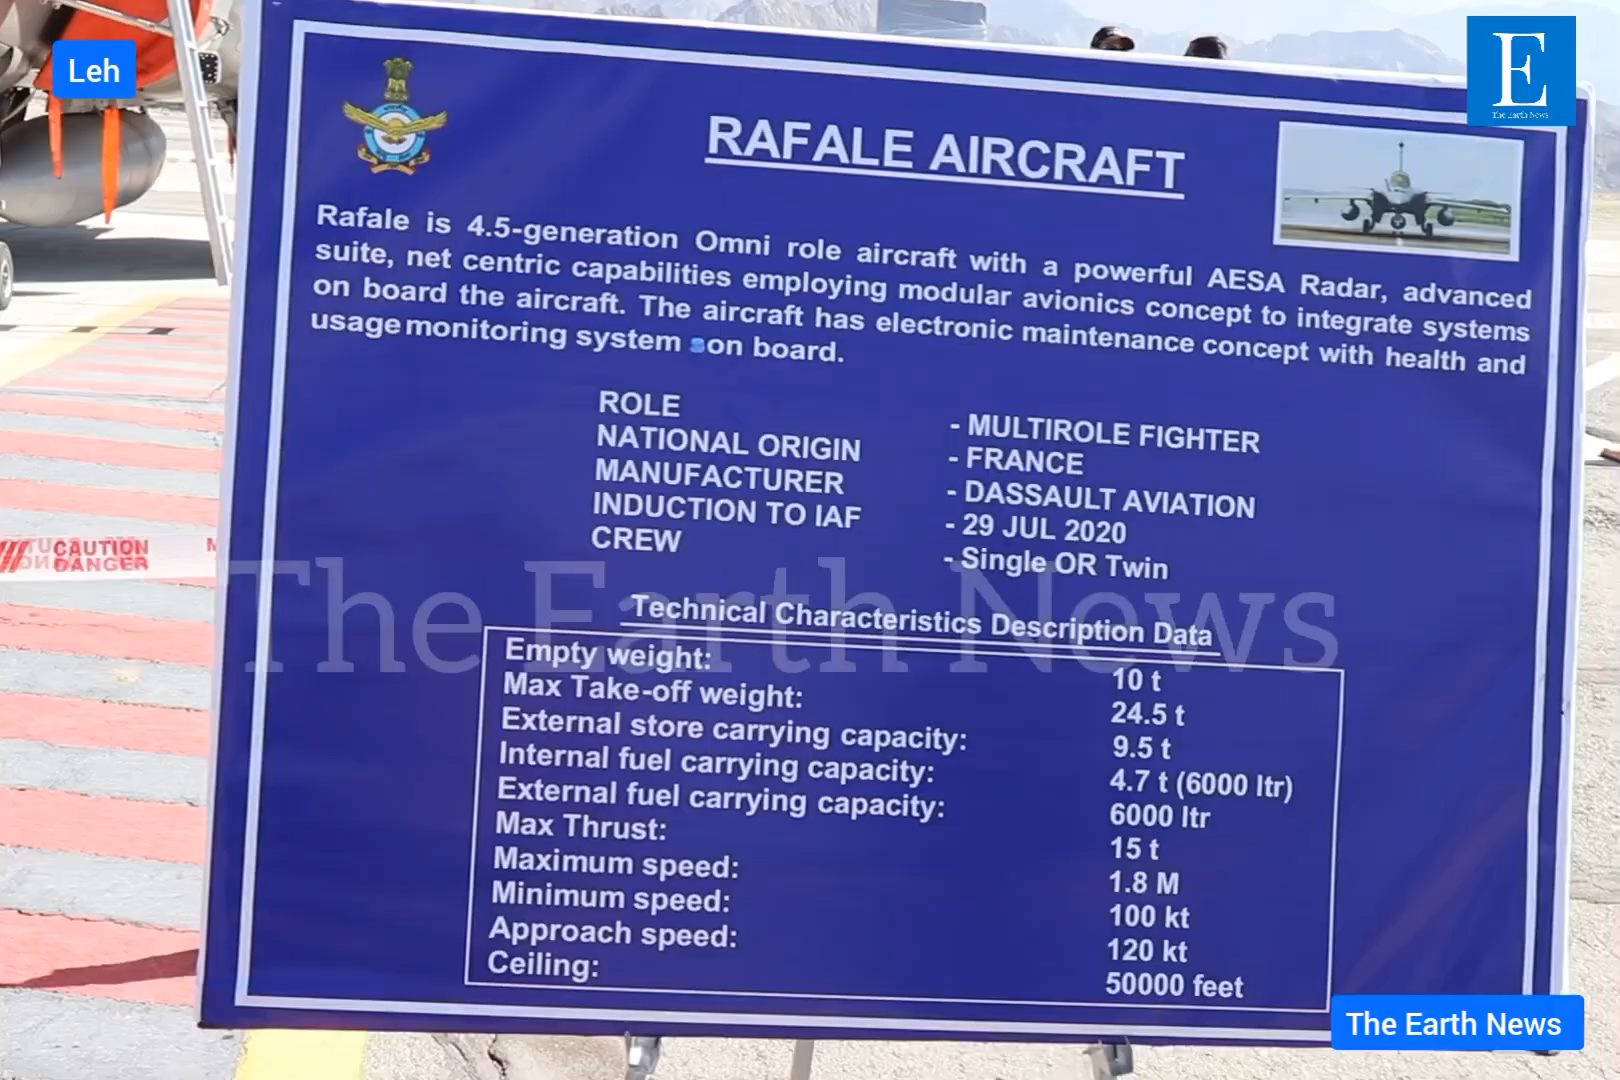 Leh
E
The Earth News
RAFALE AIRCRAFT
Rafale is 4.5-generation Omni role aircraft with a powerful AESA Radar, advanced
suite, net centric capabilities employing modular avionics concept to integrate systems
on board the aircraft. The aircraft has electronic maintenance concept with health and
usage monitoring system son board.
ROLE - MULTIROLE FIGHTER
NATIONAL ORIGIN - FRANCE
MANUFACTURER - DASSAULT AVIATION
INDUCTION TO IAF - 29 JUL 2020
CREW - Single OR Twin
CAUTION
DANGER
The Earth News
Technical Characteristics Description Data
Empty weight: 10 t
Max Take-off weight: 24.5 t
External store carrying capacity: 9.5 t
Internal fuel carrying capacity: 4.7 t (6000 ltr)
External fuel carrying capacity: 6000 ltr
Max Thrust: 15 t
Maximum speed: 1.8 M
Minimum speed: 100 kt
Approach speed: 120 kt
Ceiling: 50000 feet
The Earth News